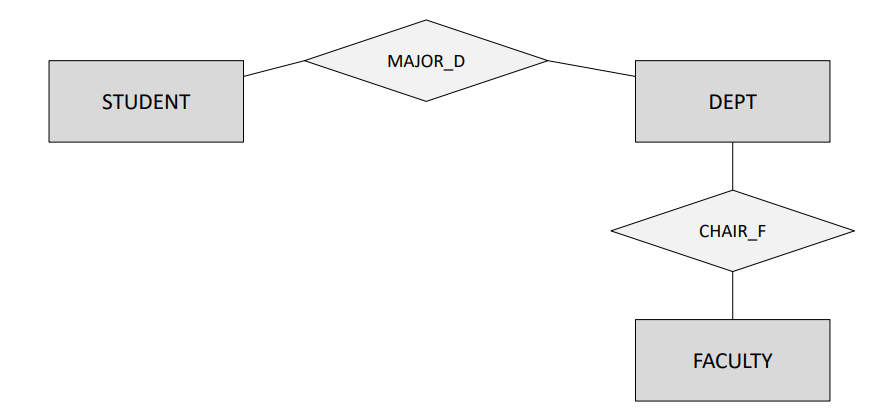 MAJOR_D
STUDENT
DEPT
CHAIR_F
FACULTY